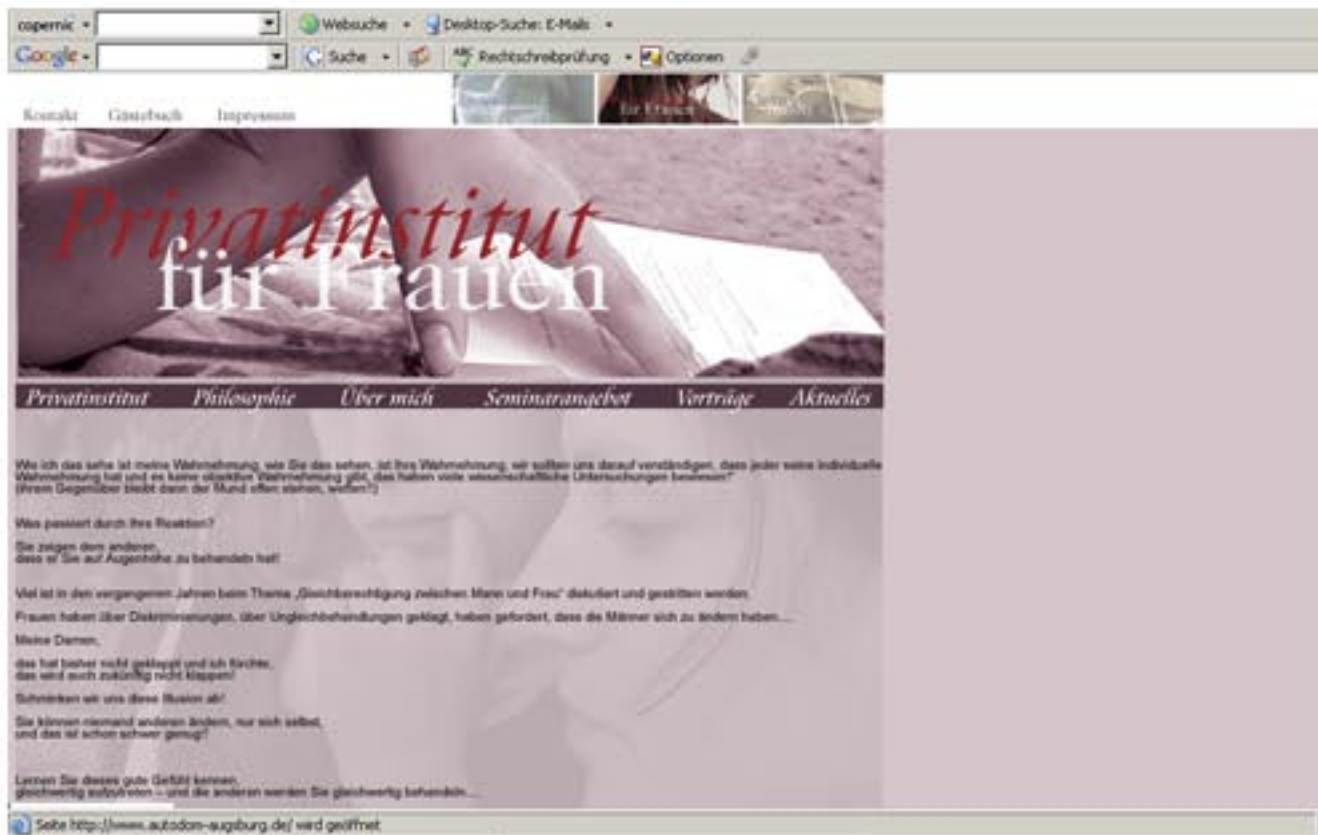 copernic
Websuche
Desktop-Suche: E-Mails
Google
Suche
Rechtschreibprüfung
Optionen
Kontakt Gästebuch Impressum
für Frauen
Privatinstitut
für Frauen
Privatinstitut Philosophie Über mich Seminarangebot Vorträge Aktuelles
Wie ich das sehe ist meine Wahrnehmung, wie Sie das sehen, ist Ihre Wahrnehmung, wir sollten uns darauf verständigen, dass jeder seine individuelle
Wahrnehmung hat und es keine objektive Wahrnehmung gibt, das haben viele wissenschaftliche Untersuchungen bewiesen!"
(Ihrem Gegenüber bleibt dann der Mund offen stehen, wetten?)
Was passiert durch Ihre Reaktion?
Sie zeigen dem anderen,
dass er Sie auf Augenhöhe zu behandeln hat!
Viel ist in den vergangenen Jahren beim Thema „Gleichberechtigung zwischen Mann und Frau" diskutiert und gestritten worden.
Frauen haben über Diskriminierungen, über Ungleichbehandlungen geklagt, haben gefordert, dass die Männer sich zu ändern haben....
Meine Damen,
das hat bisher nicht geklappt und ich fürchte,
das wird auch zukünftig nicht klappen!
Schminken wir uns diese Illusion ab!
Sie können niemand anderen ändern, nur sich selbst,
und das ist schon schwer genug!!
Lernen Sie dieses gute Gefühl kennen,
gleichwertig aufzutreten – und die anderen werden Sie gleichwertig behandeln....
Seite http://www.autodom-augsburg.de/ wird geöffnet